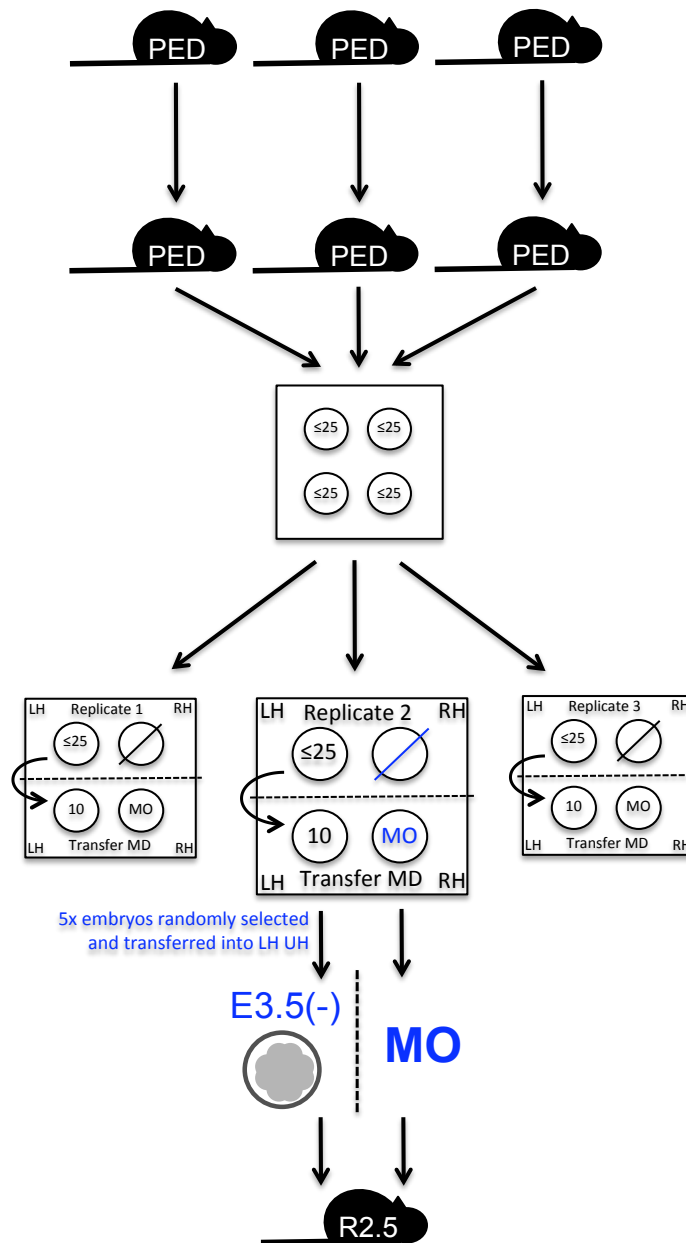 PED PED PED
PED PED PED
≤25 ≤25
≤25 ≤25
LH Replicate 1 RH
≤25
10 MO
LH Transfer MD RH
LH Replicate 2 RH
≤25
10 MO
LH Transfer MD RH
LH Replicate 3 RH
≤25
10 MO
LH Transfer MD RH
5x embryos randomly selected
and transferred into LH UH
E3.5(-)
MO
R2.5